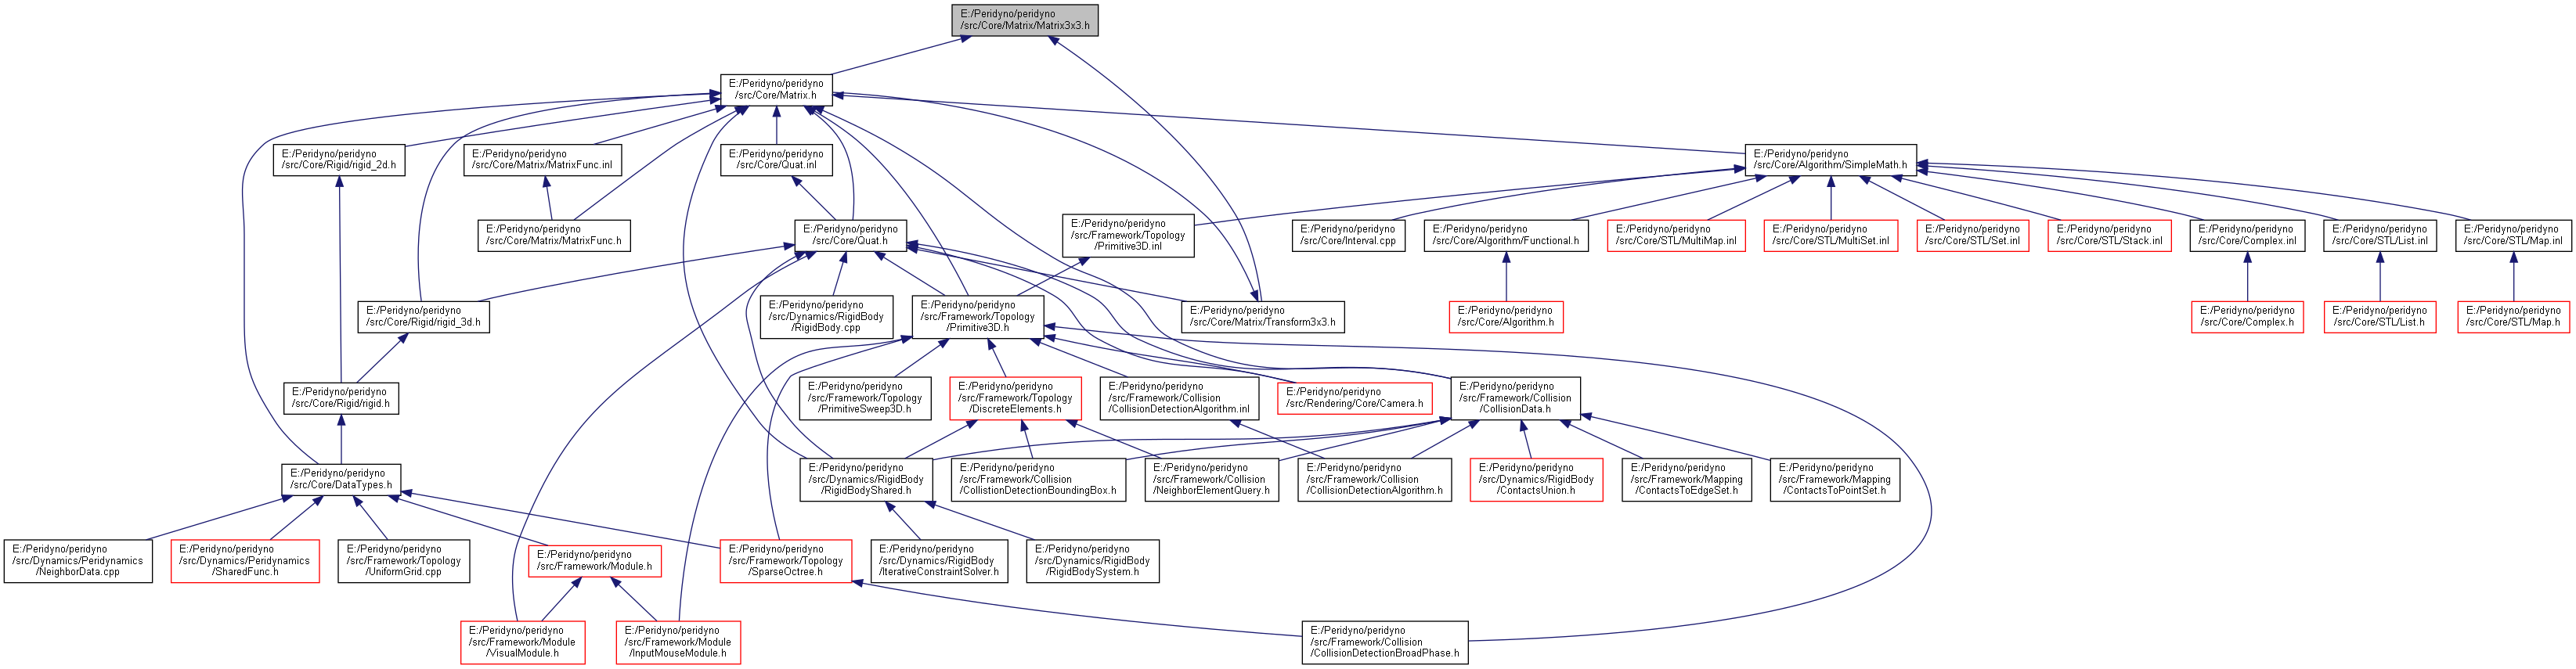 E:/Peridyno/peridyno
/src/Core/Matrix/Matrix3x3.h
E:/Peridyno/peridyno
/src/Core/Matrix.h
E:/Peridyno/peridyno
/src/Core/Rigid/rigid_2d.h
E:/Peridyno/peridyno
/src/Core/Matrix/MatrixFunc.inl
E:/Peridyno/peridyno
/src/Core/Quat.inl
E:/Peridyno/peridyno
/src/Core/Algorithm/SimpleMath.h
E:/Peridyno/peridyno
/src/Core/Matrix/MatrixFunc.h
E:/Peridyno/peridyno
/src/Core/Quat.h
E:/Peridyno/peridyno
/src/Framework/Topology
/Primitive3D.inl
E:/Peridyno/peridyno
/src/Core/Interval.cpp
E:/Peridyno/peridyno
/src/Core/Algorithm/Functional.h
E:/Peridyno/peridyno
/src/Core/STL/MultiMap.inl
E:/Peridyno/peridyno
/src/Core/STL/MultiSet.inl
E:/Peridyno/peridyno
/src/Core/STL/Set.inl
E:/Peridyno/peridyno
/src/Core/STL/Stack.inl
E:/Peridyno/peridyno
/src/Core/Complex.inl
E:/Peridyno/peridyno
/src/Core/STL/List.inl
E:/Peridyno/peridyno
/src/Core/STL/Map.inl
E:/Peridyno/peridyno
/src/Core/Rigid/rigid_3d.h
E:/Peridyno/peridyno
/src/Dynamics/RigidBody
/RigidBody.cpp
E:/Peridyno/peridyno
/src/Framework/Topology
/Primitive3D.h
E:/Peridyno/peridyno
/src/Core/Matrix/Transform3x3.h
E:/Peridyno/peridyno
/src/Core/Algorithm.h
E:/Peridyno/peridyno
/src/Core/Complex.h
E:/Peridyno/peridyno
/src/Core/STL/List.h
E:/Peridyno/peridyno
/src/Core/STL/Map.h
E:/Peridyno/peridyno
/src/Core/Rigid/rigid.h
E:/Peridyno/peridyno
/src/Framework/Topology
/PrimitiveSweep3D.h
E:/Peridyno/peridyno
/src/Framework/Topology
/DiscreteElements.h
E:/Peridyno/peridyno
/src/Framework/Collision
/CollisionDetectionAlgorithm.inl
E:/Peridyno/peridyno
/src/Rendering/Core/Camera.h
E:/Peridyno/peridyno
/src/Framework/Collision
/CollisionData.h
E:/Peridyno/peridyno
/src/Core/DataTypes.h
E:/Peridyno/peridyno
/src/Dynamics/RigidBody
/RigidBodyShared.h
E:/Peridyno/peridyno
/src/Framework/Collision
/CollistionDetectionBoundingBox.h
E:/Peridyno/peridyno
/src/Framework/Collision
/NeighborElementQuery.h
E:/Peridyno/peridyno
/src/Framework/Collision
/CollisionDetectionAlgorithm.h
E:/Peridyno/peridyno
/src/Dynamics/RigidBody
/ContactsUnion.h
E:/Peridyno/peridyno
/src/Framework/Mapping
/ContactsToEdgeSet.h
E:/Peridyno/peridyno
/src/Framework/Mapping
/ContactsToPointSet.h
E:/Peridyno/peridyno
/src/Dynamics/Peridynamics
/NeighborData.cpp
E:/Peridyno/peridyno
/src/Dynamics/Peridynamics
/SharedFunc.h
E:/Peridyno/peridyno
/src/Framework/Topology
/UniformGrid.cpp
E:/Peridyno/peridyno
/src/Framework/Module.h
E:/Peridyno/peridyno
/src/Framework/Topology
/SparseOctree.h
E:/Peridyno/peridyno
/src/Dynamics/RigidBody
/IterativeConstraintSolver.h
E:/Peridyno/peridyno
/src/Dynamics/RigidBody
/RigidBodySystem.h
E:/Peridyno/peridyno
/src/Framework/Module
/VisualModule.h
E:/Peridyno/peridyno
/src/Framework/Module
/InputMouseModule.h
E:/Peridyno/peridyno
/src/Framework/Collision
/CollisionDetectionBroadPhase.h